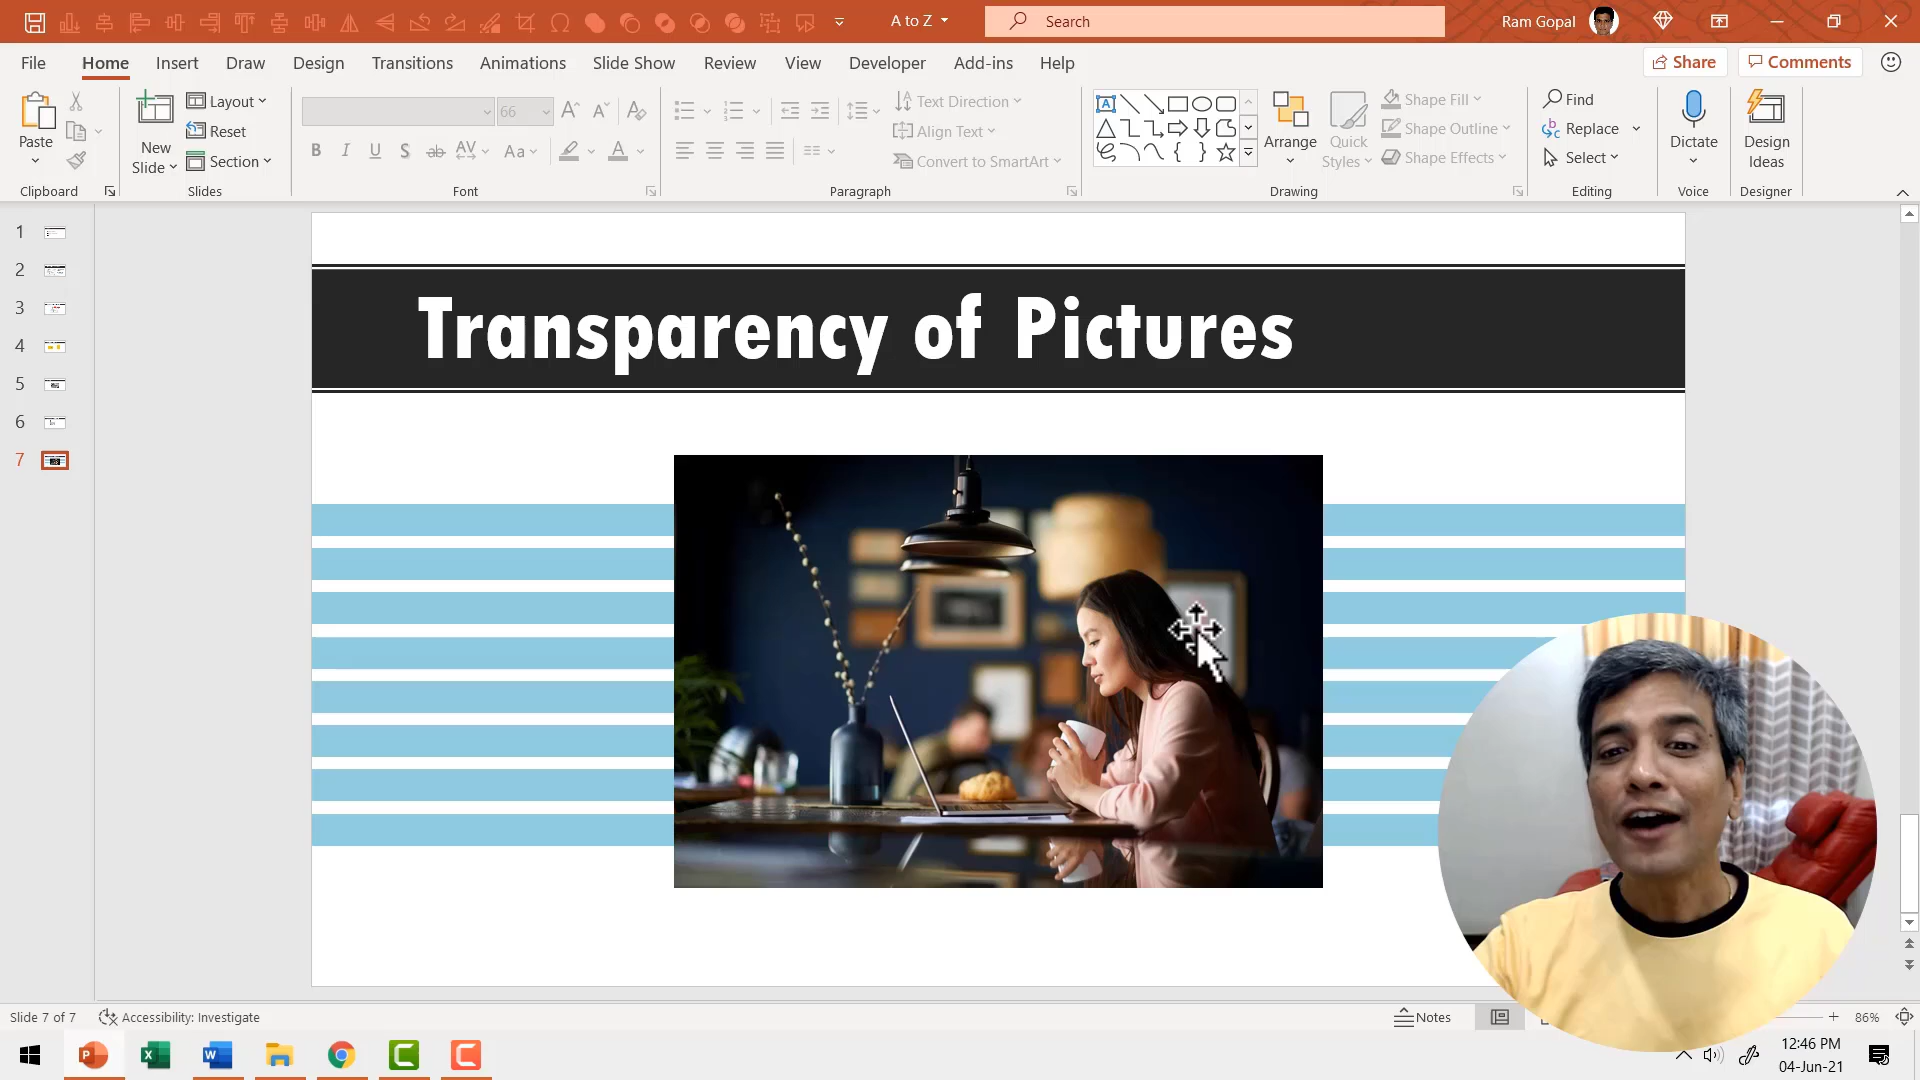 A to Z
Search
Ram Gopal
File Home Insert Draw Design Transitions Animations Slide Show Review View Developer Add-ins Help
Share
Comments
Paste
New Slide
Layout
Reset
Section
66
B I U S ab AV Aa A
Text Direction
Align Text
Convert to SmartArt
Arrange
Quick Styles
Shape Fill
Shape Outline
Shape Effects
Find
Replace
Select
Dictate
Design Ideas
Clipboard Slides Font Paragraph Drawing Editing Voice Designer
1
2
3
4
5
6
7
Transparency of Pictures
Slide 7 of 7
Accessibility: Investigate
Notes
86%
12:46 PM
04-Jun-21